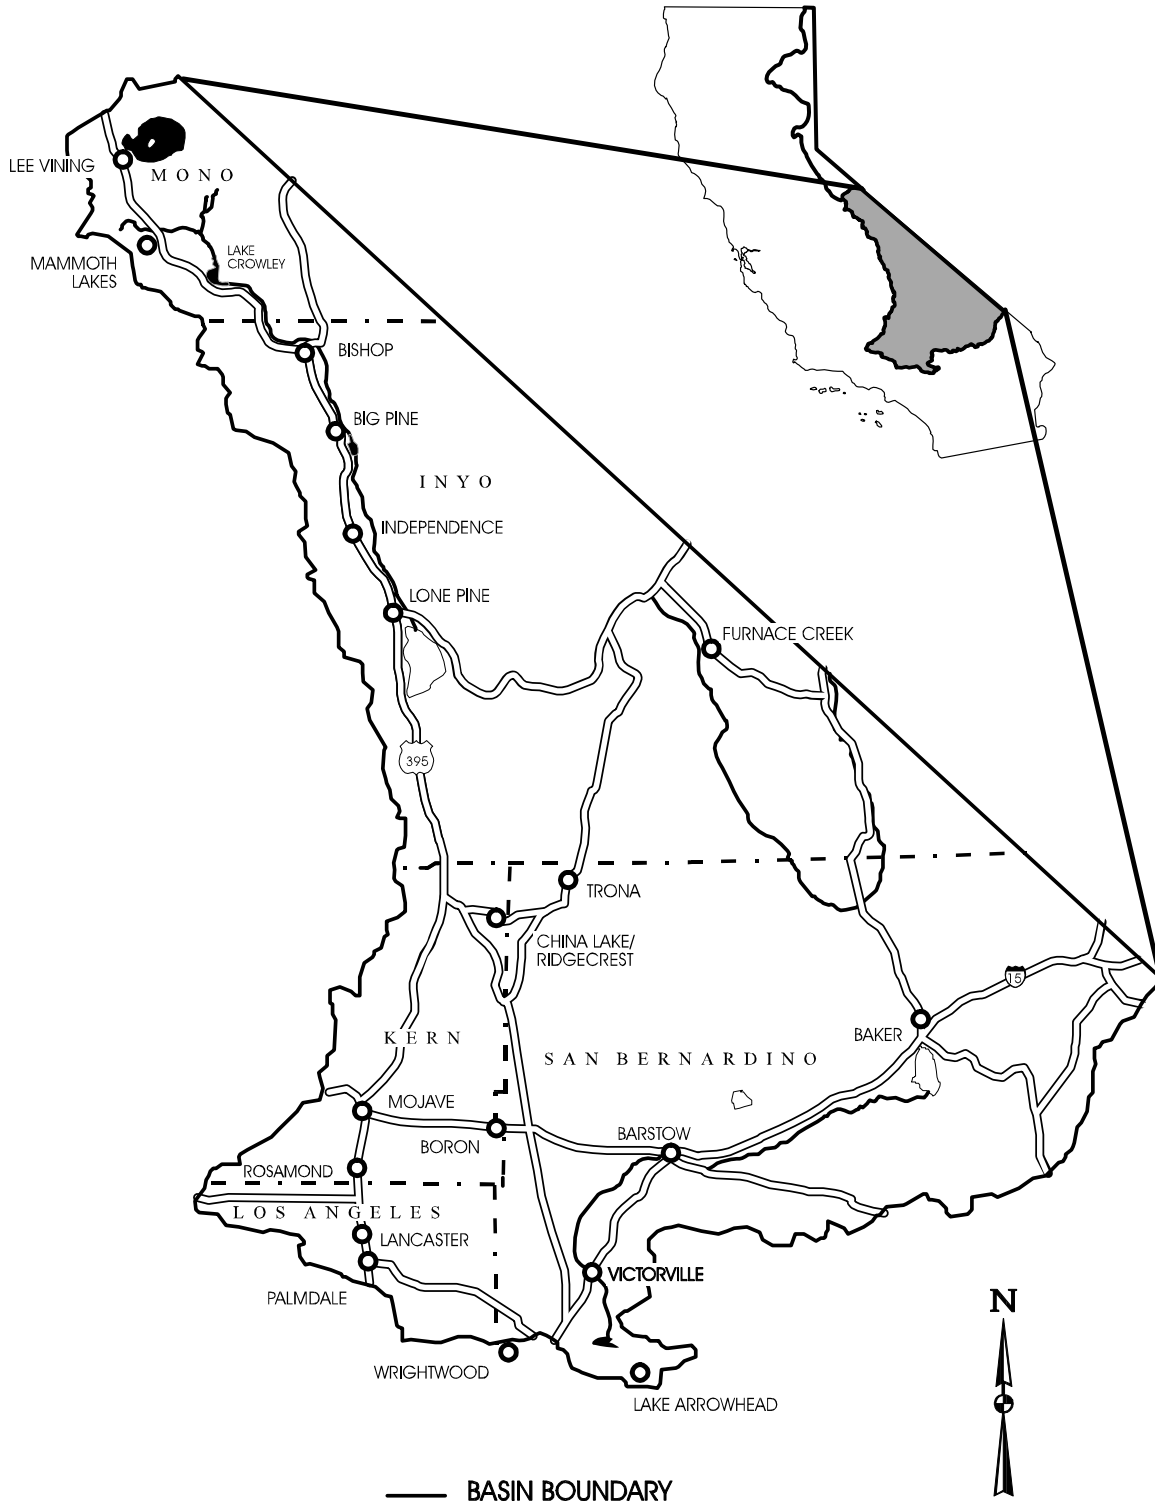 LEE VINING
MONO
MAMMOTH
LAKES
LAKE
CROWLEY
BISHOP
BIG PINE
INYO
INDEPENDENCE
LONE PINE
FURNACE CREEK
395
TRONA
CHINA LAKE/
RIDGECREST
15
KERN
SAN BERNARDINO
BAKER
MOJAVE
BORON
BARSTOW
ROSAMOND
LOS ANGELES
LANCASTER
PALMDALE
VICTORVILLE
WRIGHTWOOD
LAKE ARROWHEAD
N
BASIN BOUNDARY